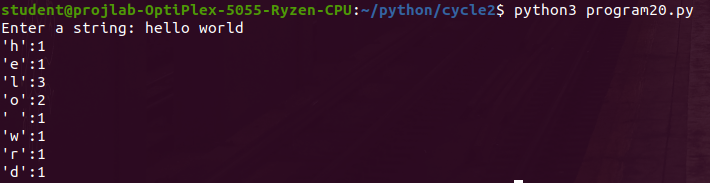 student@projlab-OptiPlex-5055-Ryzen-CPU:~/python/cycle2$ python3 program20.py
Enter a string: hello world
'h':1
'e':1
'l':3
'o':2
' ':1
'w':1
'r':1
'd':1